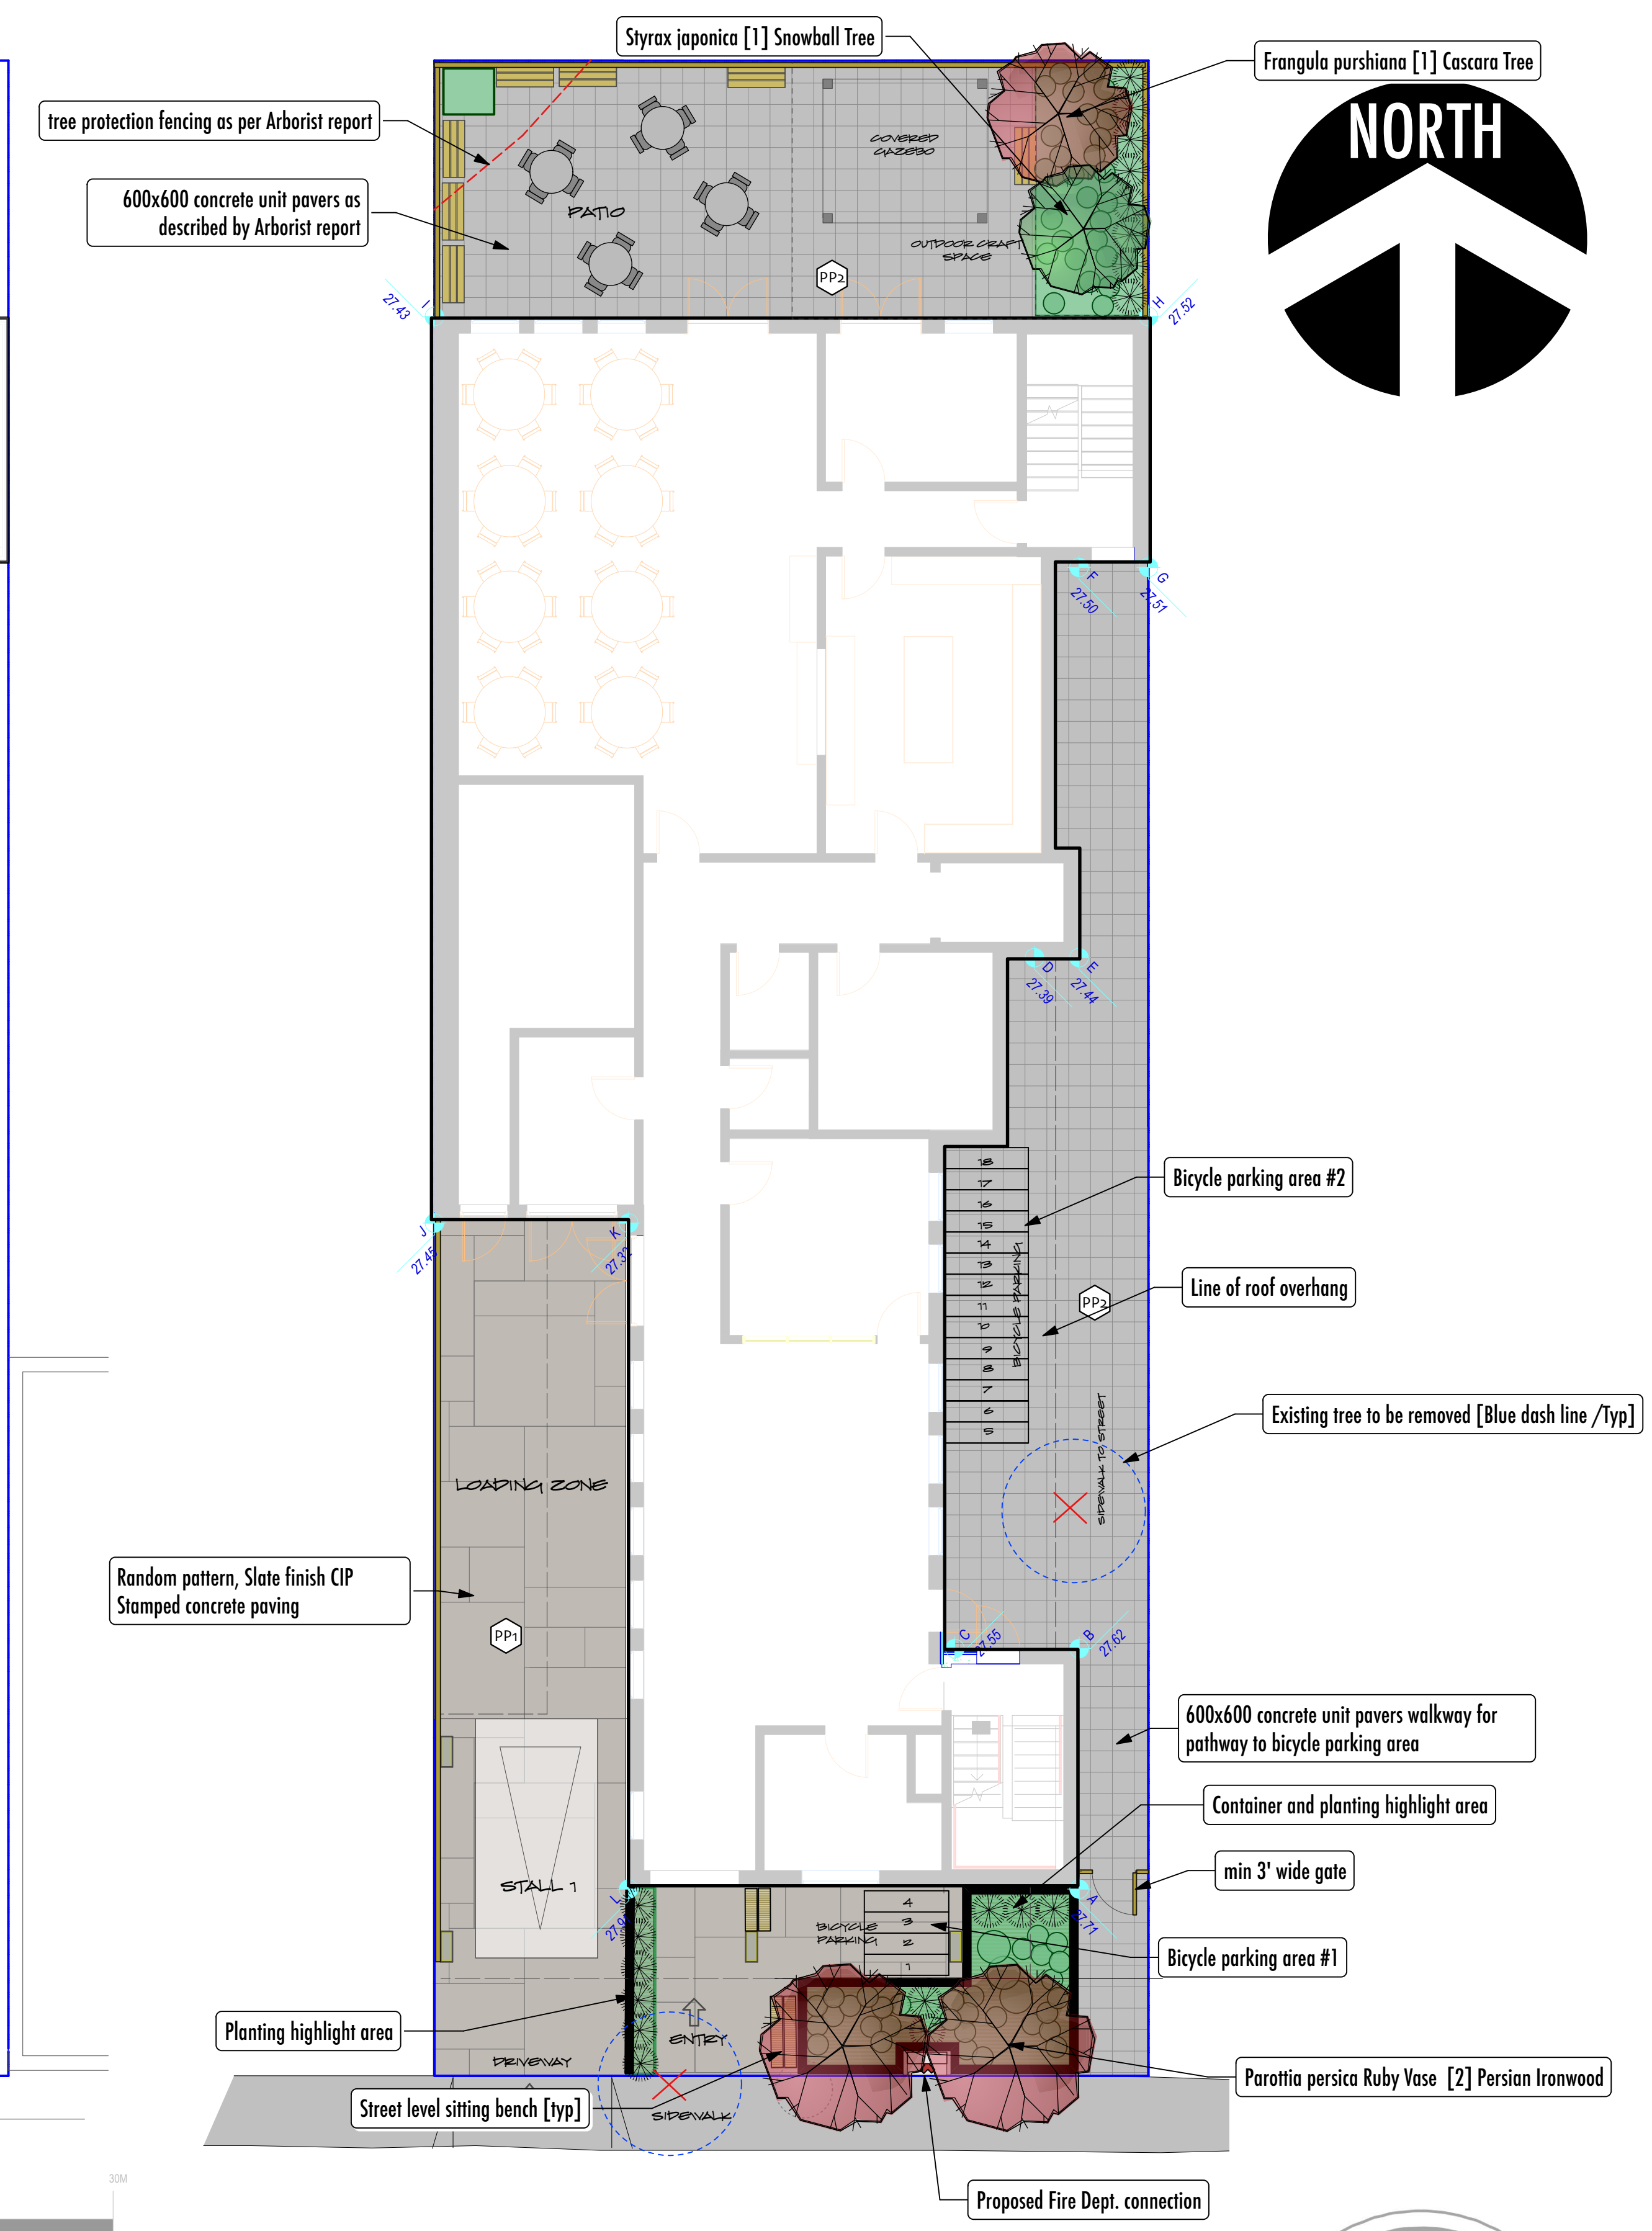 Styrax japonica [1] Snowball Tree
Frangula purshiana [1] Cascara Tree
NORTH
tree protection fencing as per Arborist report
600x600 concrete unit pavers as
described by Arborist report
COVERED
GAZEBO
PATIO
OUTDOOR CRAFT
SPACE
PP2
I
27.43
H
27.52
F
27.50
G
27.51
D
27.39
E
27.44
18
17
16
15
14
13
12
11
10
9
8
7
6
5
BICYCLE PARKING
Bicycle parking area #2
J
27.45
K
27.32
Line of roof overhang
PP2
Existing tree to be removed [Blue dash line /Typ]
SIDEWALK TO STREET
LOADING ZONE
Random pattern, Slate finish CIP
Stamped concrete paving
PP1
C
27.55
B
27.62
600x600 concrete unit pavers walkway for
pathway to bicycle parking area
Container and planting highlight area
min 3' wide gate
STALL 1
L
A
27.71
BICYCLE
PARKING
4
3
2
1
Bicycle parking area #1
Planting highlight area
ENTRY
DRIVEWAY
Parottia persica Ruby Vase [2] Persian Ironwood
Street level sitting bench [typ]
SIDEWALK
30M
Proposed Fire Dept. connection